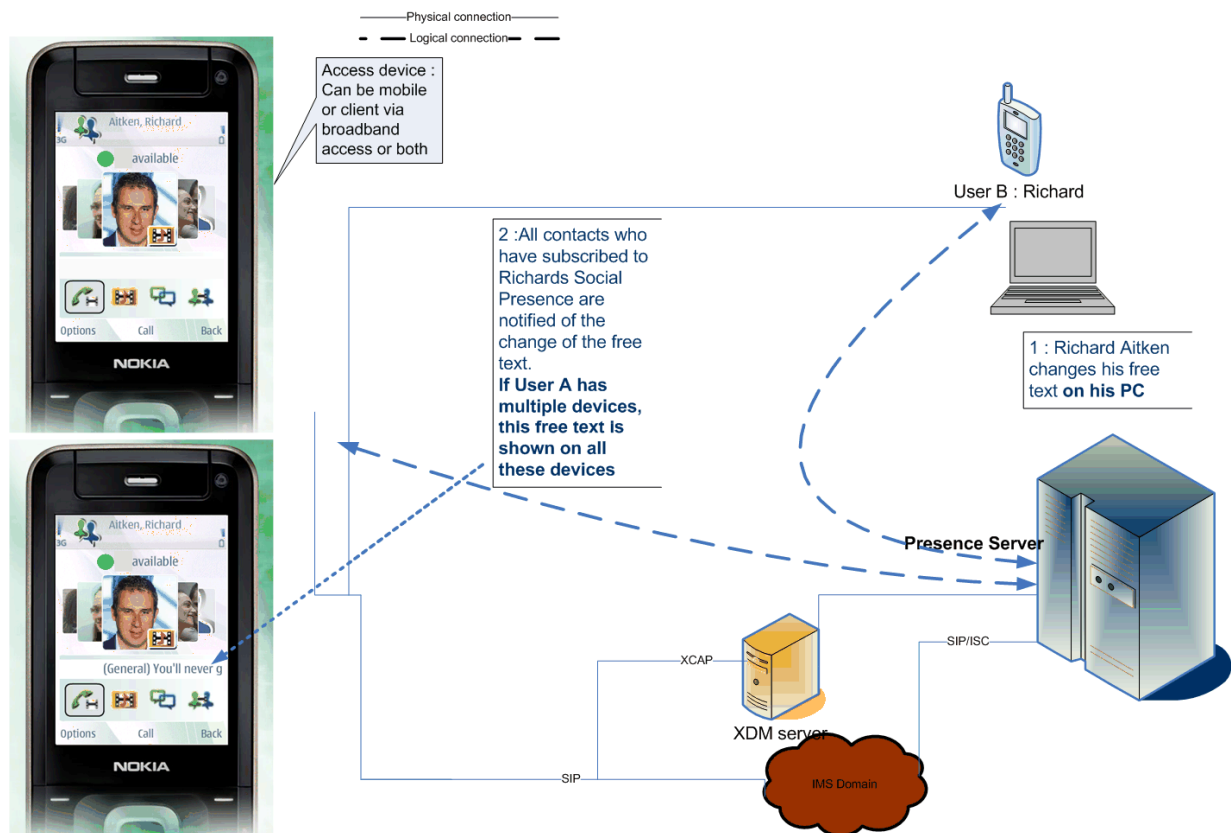 Physical connection
Logical connection
Access device :
Can be mobile
or client via
broadband
access or both
3G
Aitken, Richard
available
Options Call Back
NOKIA
User B : Richard
2 :All contacts who
have subscribed to
Richards Social
Presence are
notified of the
change of the free
text.
If User A has
multiple devices,
this free text is
shown on all
these devices
1 : Richard Aitken
changes his free
text on his PC
3G
Aitken, Richard
available
(General) You'll never g
Options Call Back
NOKIA
Presence Server
SIP/ISC
XCAP
XDM server
IMS Domain
SIP